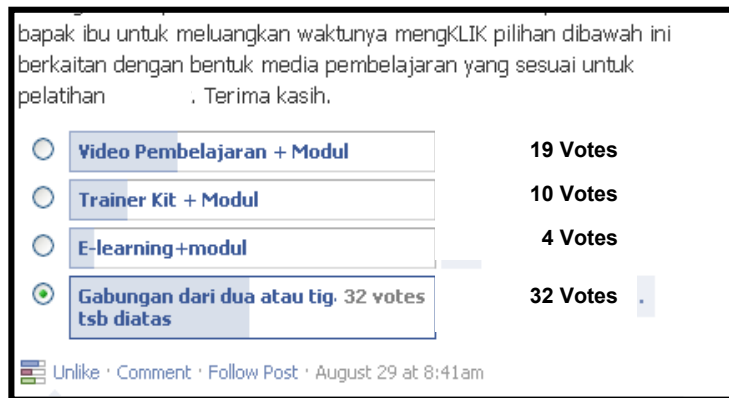 bapak ibu untuk meluangkan waktunya mengKLIK pilihan dibawah ini
berkaitan dengan bentuk media pembelajaran yang sesuai untuk
pelatihan . Terima kasih.
Video Pembelajaran + Modul 19 Votes
Trainer Kit + Modul 10 Votes
E-learning+modul 4 Votes
Gabungan dari dua atau tig. 32 votes 32 Votes .
tsb diatas
Unlike · Comment · Follow Post · August 29 at 8:41am